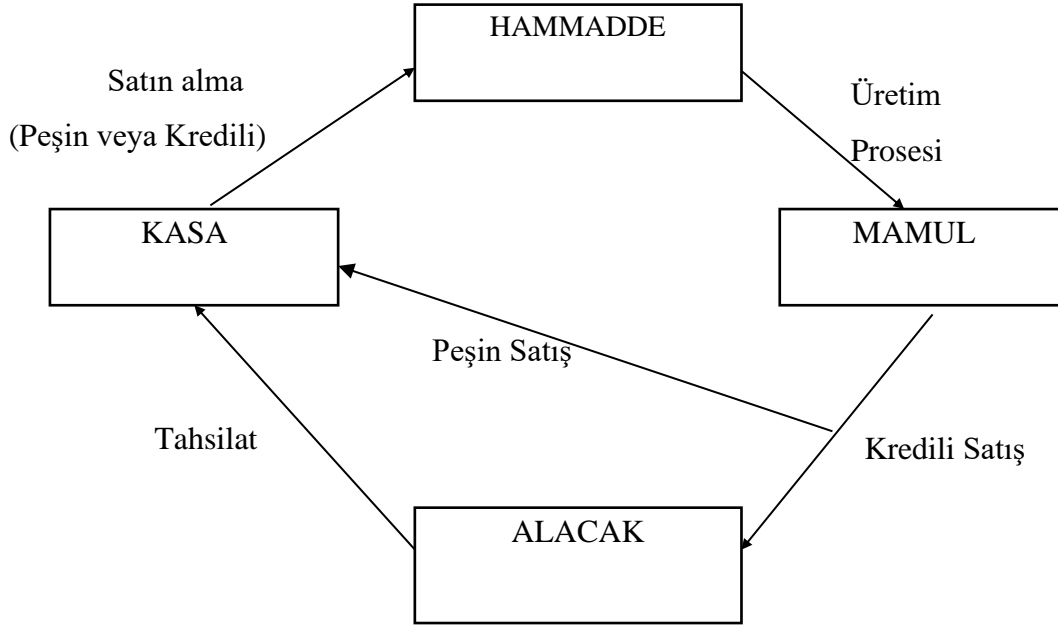 HAMMADDE
Satın alma
(Peşin veya Kredili)
Üretim
Prosesi
KASA
MAMUL
Peşin Satış
Tahsilat
Kredili Satış
ALACAK